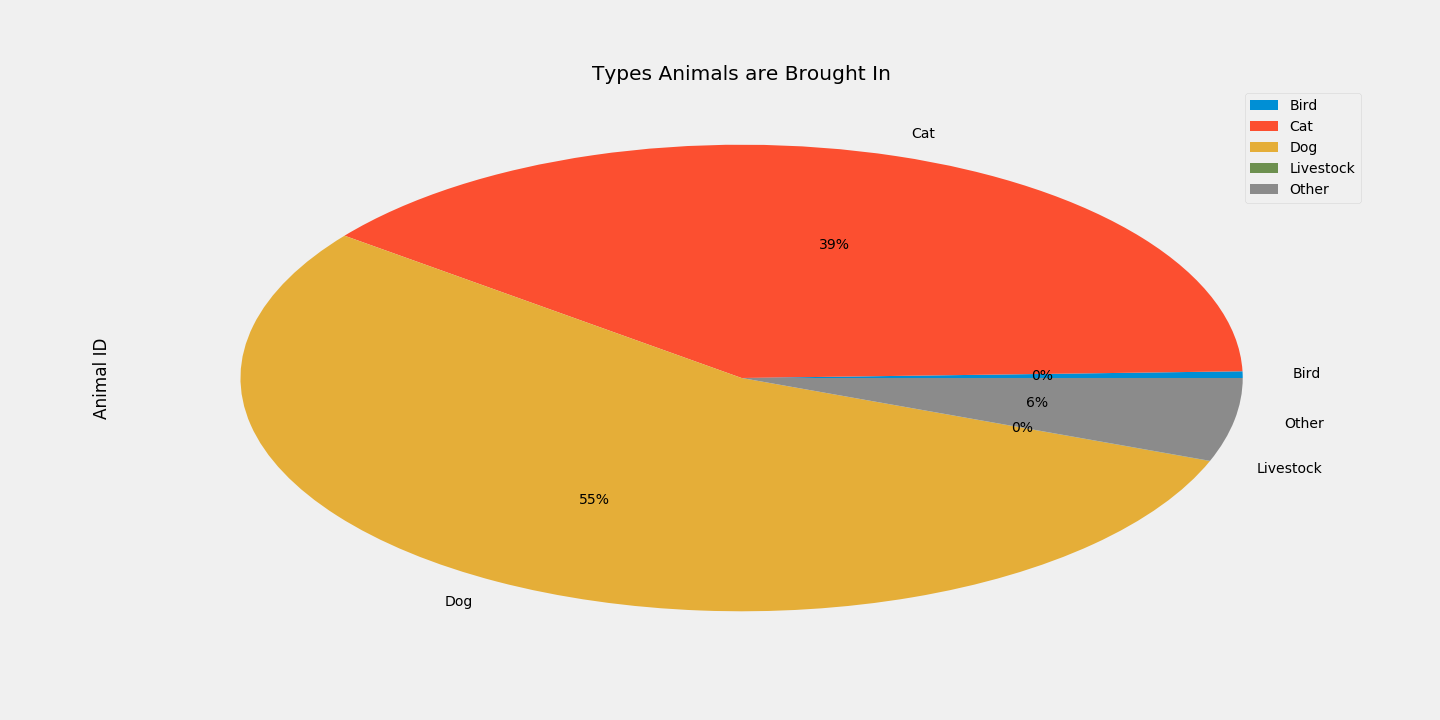 Types Animals are Brought In
Bird
Cat
Dog
Livestock
Other
Cat
39%
Animal ID
Bird
0%
6%
Other
0%
Livestock
55%
Dog